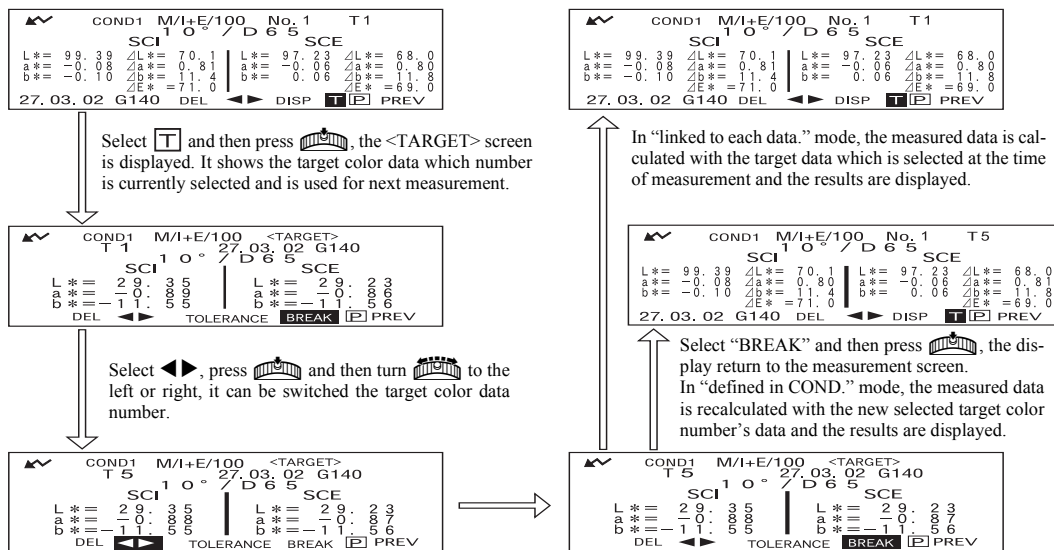 COND1 M/I+E/100 No. 1 T1
10°/D65
SCI SCE
L*= 99. 39 ⊿L*= 70. 1 L*= 97. 23 ⊿L*= 68. 0
a*= −0. 08 ⊿a*= 0. 81 a*= −0. 06 ⊿a*= 0. 80
b*= −0. 10 ⊿b*= 11. 4 b*= 0. 06 ⊿b*= 11. 8
⊿E* =71. 0 ⊿E* =69. 0
27. 03. 02 G140 DEL ◀▶ DISP T P PREV
Select T and then press , the <TARGET> screen
is displayed. It shows the target color data which number
is currently selected and is used for next measurement.
COND1 M/I+E/100 <TARGET>
T 1 27. 03. 02 G140
10°/D65
SCI SCE
L *= 29. 35 L *= 29. 23
a *= −0. 89 a *= −0. 86
b *=−11. 55 b *=−11. 56
DEL ◀▶ TOLERANCE BREAK P PREV
Select ◀▶, press and then turn to the
left or right, it can be switched the target color data
number.
COND1 M/I+E/100 <TARGET>
T 5 27. 03. 02 G140
10°/D65
SCI SCE
L *= 29. 35 L *= 29. 23
a *= −0. 88 a *= −0. 87
b *=−11. 55 b *=−11. 56
DEL ◀▶ TOLERANCE BREAK P PREV
COND1 M/I+E/100 No. 1 T1
10°/D65
SCI SCE
L*= 99. 39 ⊿L*= 70. 1 L*= 97. 23 ⊿L*= 68. 0
a*= −0. 08 ⊿a*= 0. 81 a*= −0. 06 ⊿a*= 0. 80
b*= −0. 10 ⊿b*= 11. 4 b*= 0. 06 ⊿b*= 11. 8
⊿E* =71. 0 ⊿E* =69. 0
27. 03. 02 G140 DEL ◀▶ DISP T P PREV
In “linked to each data.” mode, the measured data is cal-
culated with the target data which is selected at the time
of measurement and the results are displayed.
COND1 M/I+E/100 No. 1 T5
10°/D65
SCI SCE
L*= 99. 39 ⊿L*= 70. 1 L*= 97. 23 ⊿L*= 68. 0
a*= −0. 08 ⊿a*= 0. 80 a*= −0. 06 ⊿a*= 0. 81
b*= −0. 10 ⊿b*= 11. 4 b*= 0. 06 ⊿b*= 11. 8
⊿E* =71. 0 ⊿E* =69. 0
27. 03. 02 G140 DEL ◀▶ DISP T P PREV
Select “BREAK” and then press , the dis-
play return to the measurement screen.
In “defined in COND.” mode, the measured data
is recalculated with the new selected target color
number’s data and the results are displayed.
COND1 M/I+E/100 <TARGET>
T 5 27. 03. 02 G140
10°/D65
SCI SCE
L *= 29. 35 L *= 29. 23
a *= −0. 88 a *= −0. 87
b *=−11. 55 b *=−11. 56
DEL ◀▶ TOLERANCE BREAK P PREV